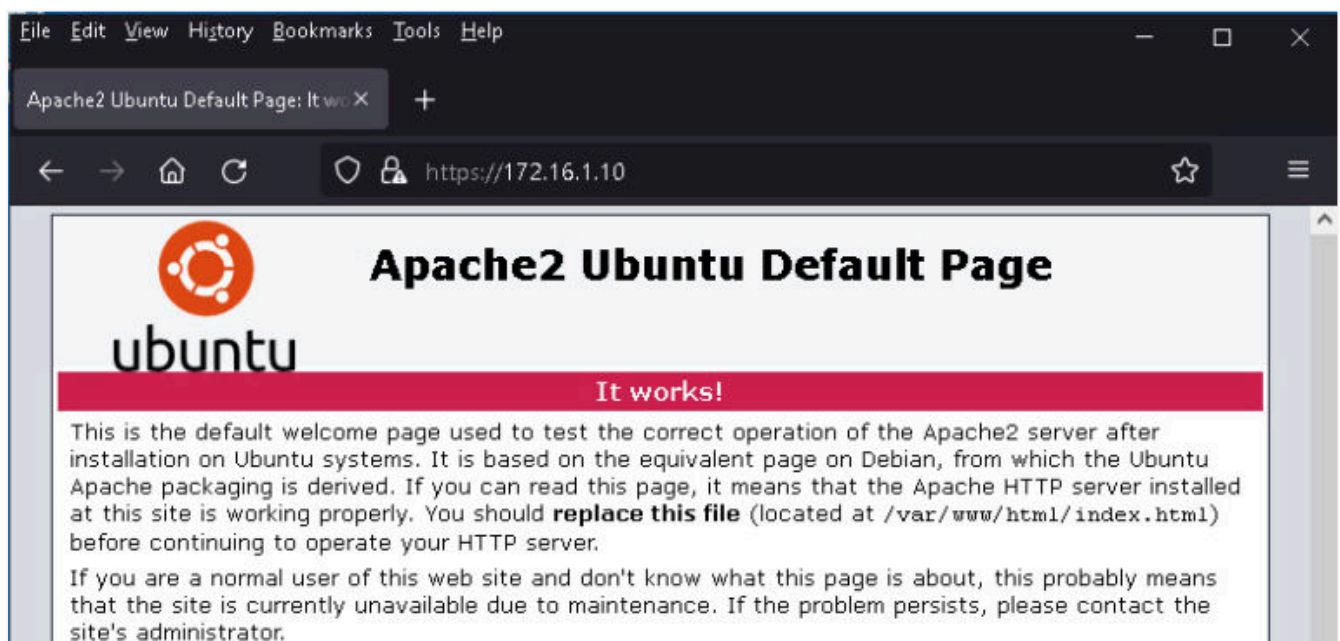 File Edit View History Bookmarks Tools Help
Apache2 Ubuntu Default Page: It wo
https://172.16.1.10
ubuntu
Apache2 Ubuntu Default Page
It works!
This is the default welcome page used to test the correct operation of the Apache2 server after
installation on Ubuntu systems. It is based on the equivalent page on Debian, from which the Ubuntu
Apache packaging is derived. If you can read this page, it means that the Apache HTTP server installed
at this site is working properly. You should replace this file (located at /var/www/html/index.html)
before continuing to operate your HTTP server.
If you are a normal user of this web site and don't know what this page is about, this probably means
that the site is currently unavailable due to maintenance. If the problem persists, please contact the
site's administrator.